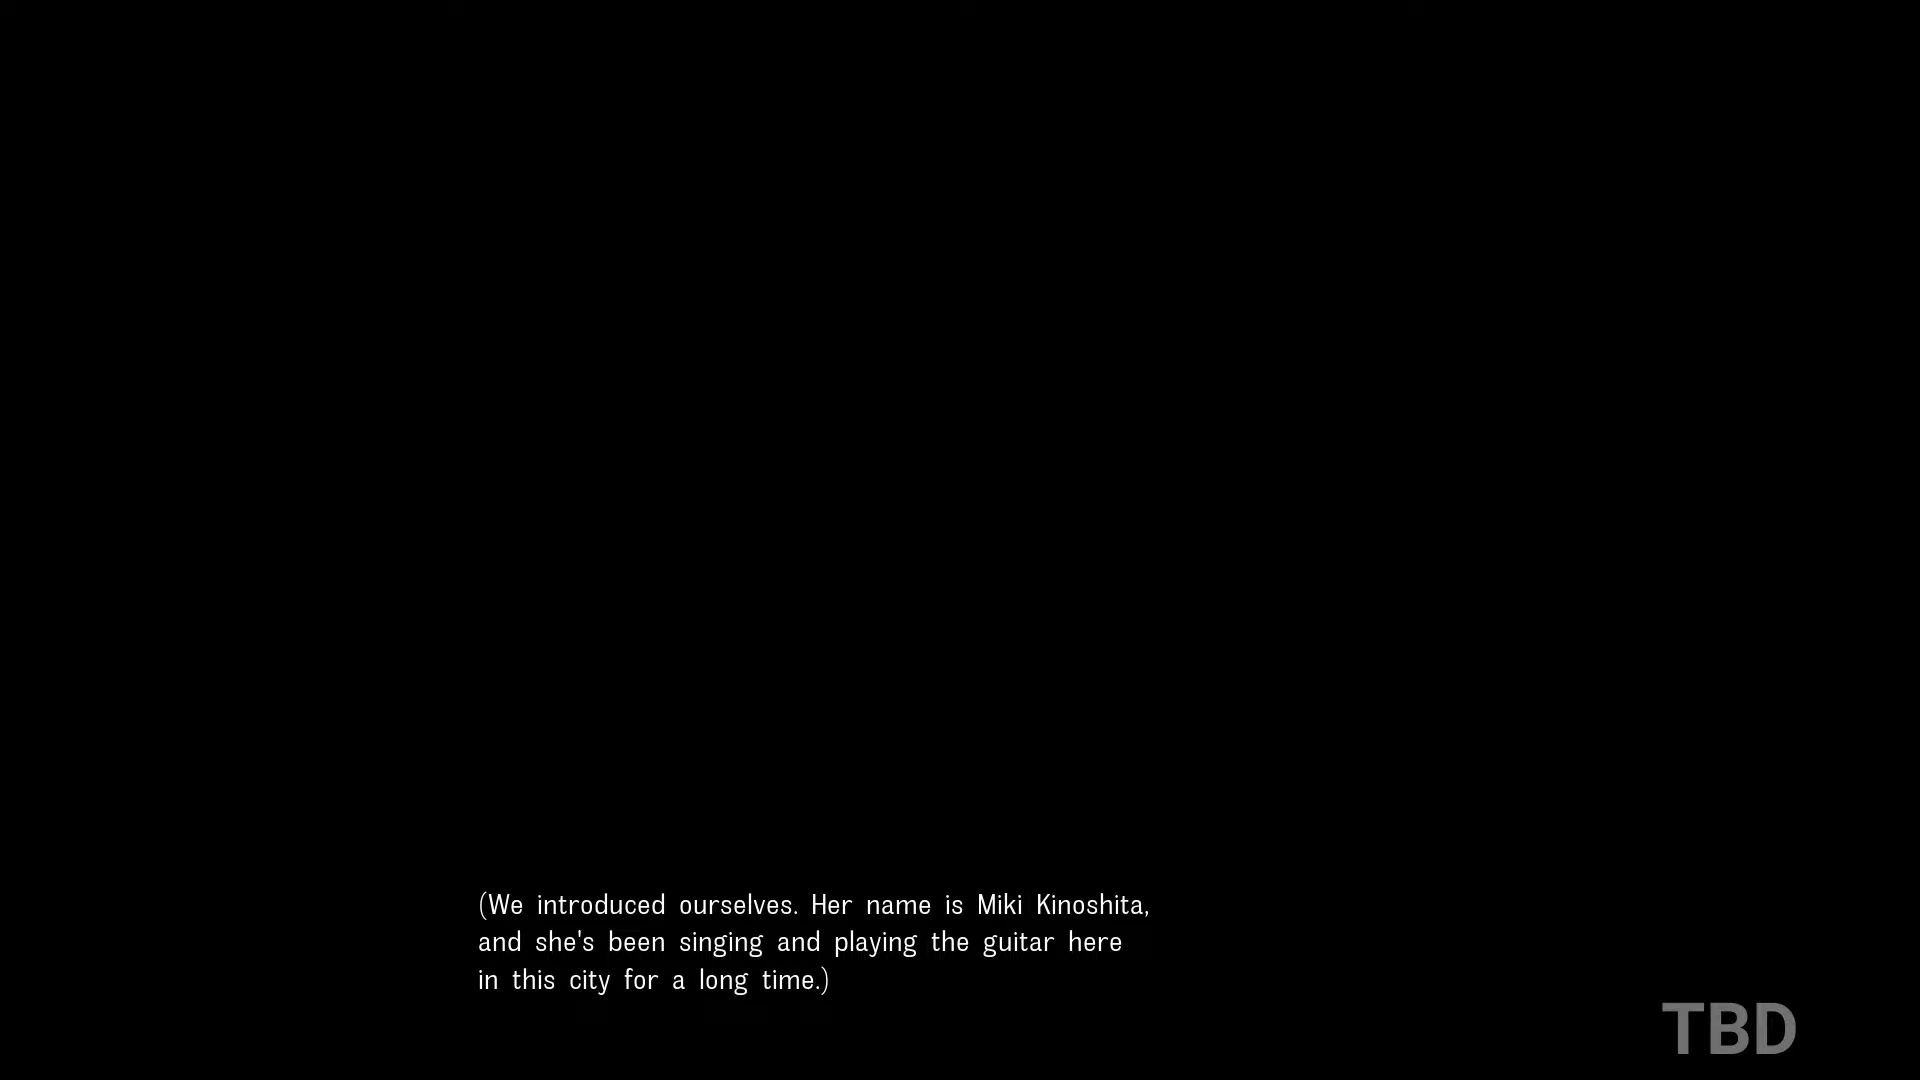 (We introduced ourselves. Her name is Miki Kinoshita,
and she's been singing and playing the guitar here
in this city for a long time.)
TBD